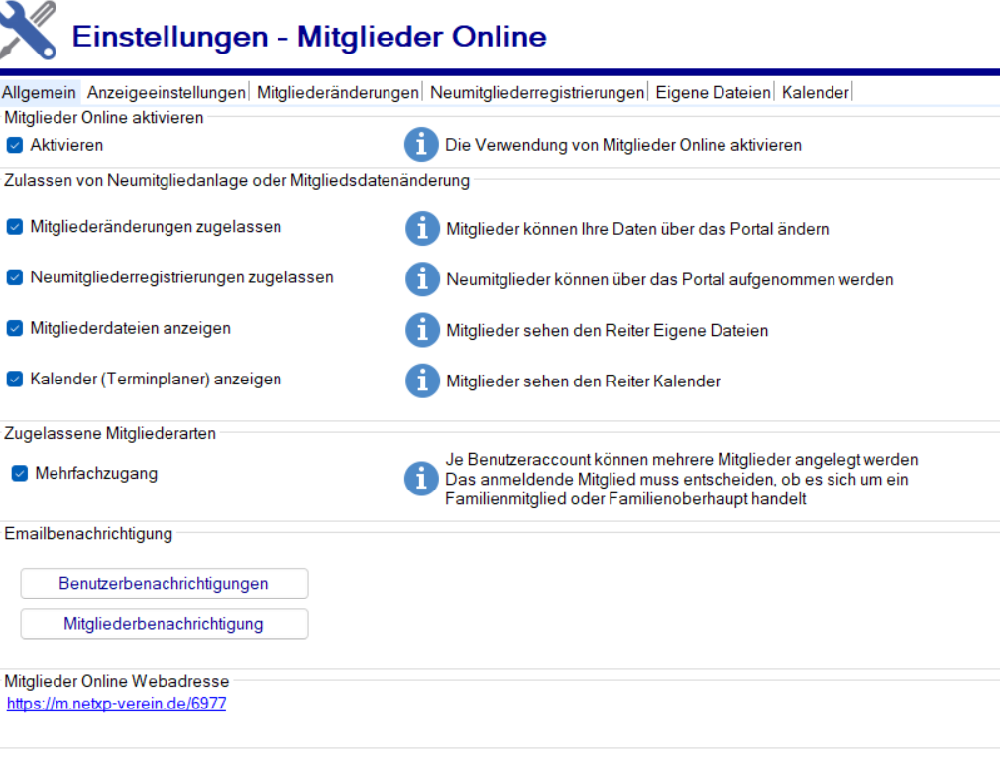 Einstellungen - Mitglieder Online
Allgemein Anzeigeeinstellungen Mitgliederänderungen Neumitgliederregistrierungen Eigene Dateien Kalender
Mitglieder Online aktivieren
Aktivieren Die Verwendung von Mitglieder Online aktivieren
Zulassen von Neumitgliedanlage oder Mitgliedsdatenänderung
Mitgliederänderungen zugelassen Mitglieder können Ihre Daten über das Portal ändern
Neumitgliederregistrierungen zugelassen Neumitglieder können über das Portal aufgenommen werden
Mitgliederdateien anzeigen Mitglieder sehen den Reiter Eigene Dateien
Kalender (Terminplaner) anzeigen Mitglieder sehen den Reiter Kalender
Zugelassene Mitgliederarten
Mehrfachzugang
Je Benutzeraccount können mehrere Mitglieder angelegt werden
Das anmeldende Mitglied muss entscheiden, ob es sich um ein
Familienmitglied oder Familienoberhaupt handelt
Emailbenachrichtigung
Benutzerbenachrichtigungen
Mitgliederbenachrichtigung
Mitglieder Online Webadresse
https://m.netxp-verein.de/6977